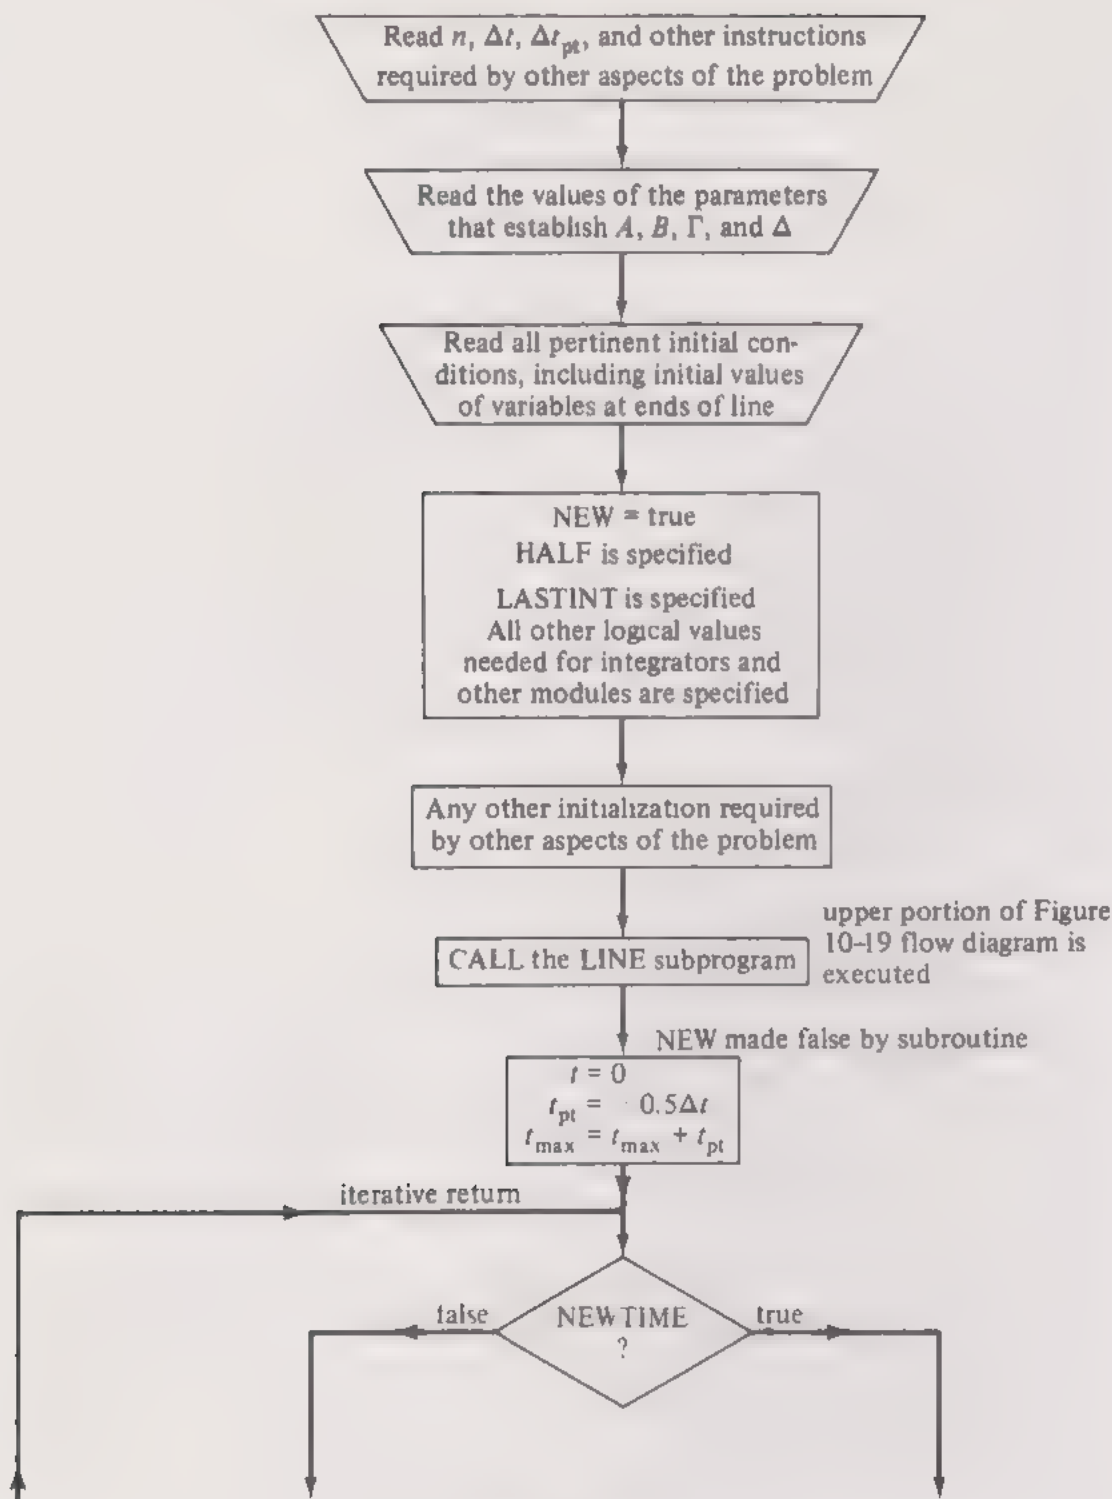 Read n, Δt, Δt_pt, and other instructions
required by other aspects of the problem
Read the values of the parameters
that establish A, B, Γ, and Δ
Read all pertinent initial con-
ditions, including initial values
of variables at ends of line
NEW = true
HALF is specified
LASTINT is specified
All other logical values
needed for integrators and
other modules are specified
Any other initialization required
by other aspects of the problem
CALL the LINE subprogram
upper portion of Figure
10-19 flow diagram is
executed
NEW made false by subroutine
t = 0
t_pt = 0.5Δt
t_max = t_max + t_pt
iterative return
false
NEWTIME
?
true